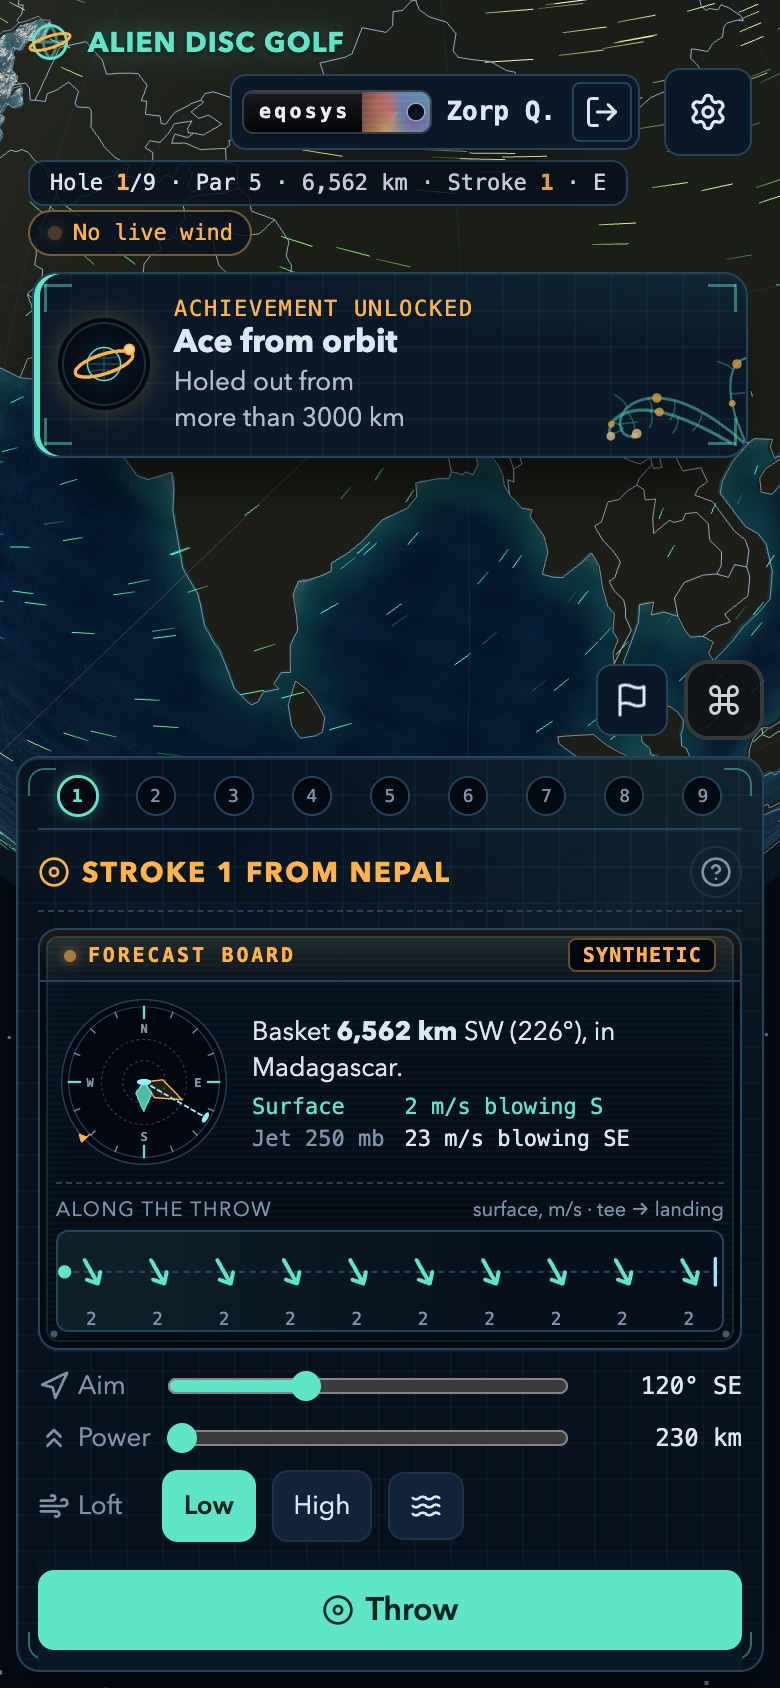 ALIEN DISC GOLF
eqosys
Zorp Q.
Hole 1/9 · Par 5 · 6,562 km · Stroke 1 · E
No live wind
ACHIEVEMENT UNLOCKED
Ace from orbit
Holed out from
more than 3000 km
1 2 3 4 5 6 7 8 9
STROKE 1 FROM NEPAL
?
FORECAST BOARD SYNTHETIC
N
W E
S
Basket 6,562 km SW (226°), in
Madagascar.
Surface 2 m/s blowing S
Jet 250 mb 23 m/s blowing SE
ALONG THE THROW surface, m/s · tee → landing
2 2 2 2 2 2 2 2 2 2
Aim 120° SE
Power 230 km
Loft Low High
Throw